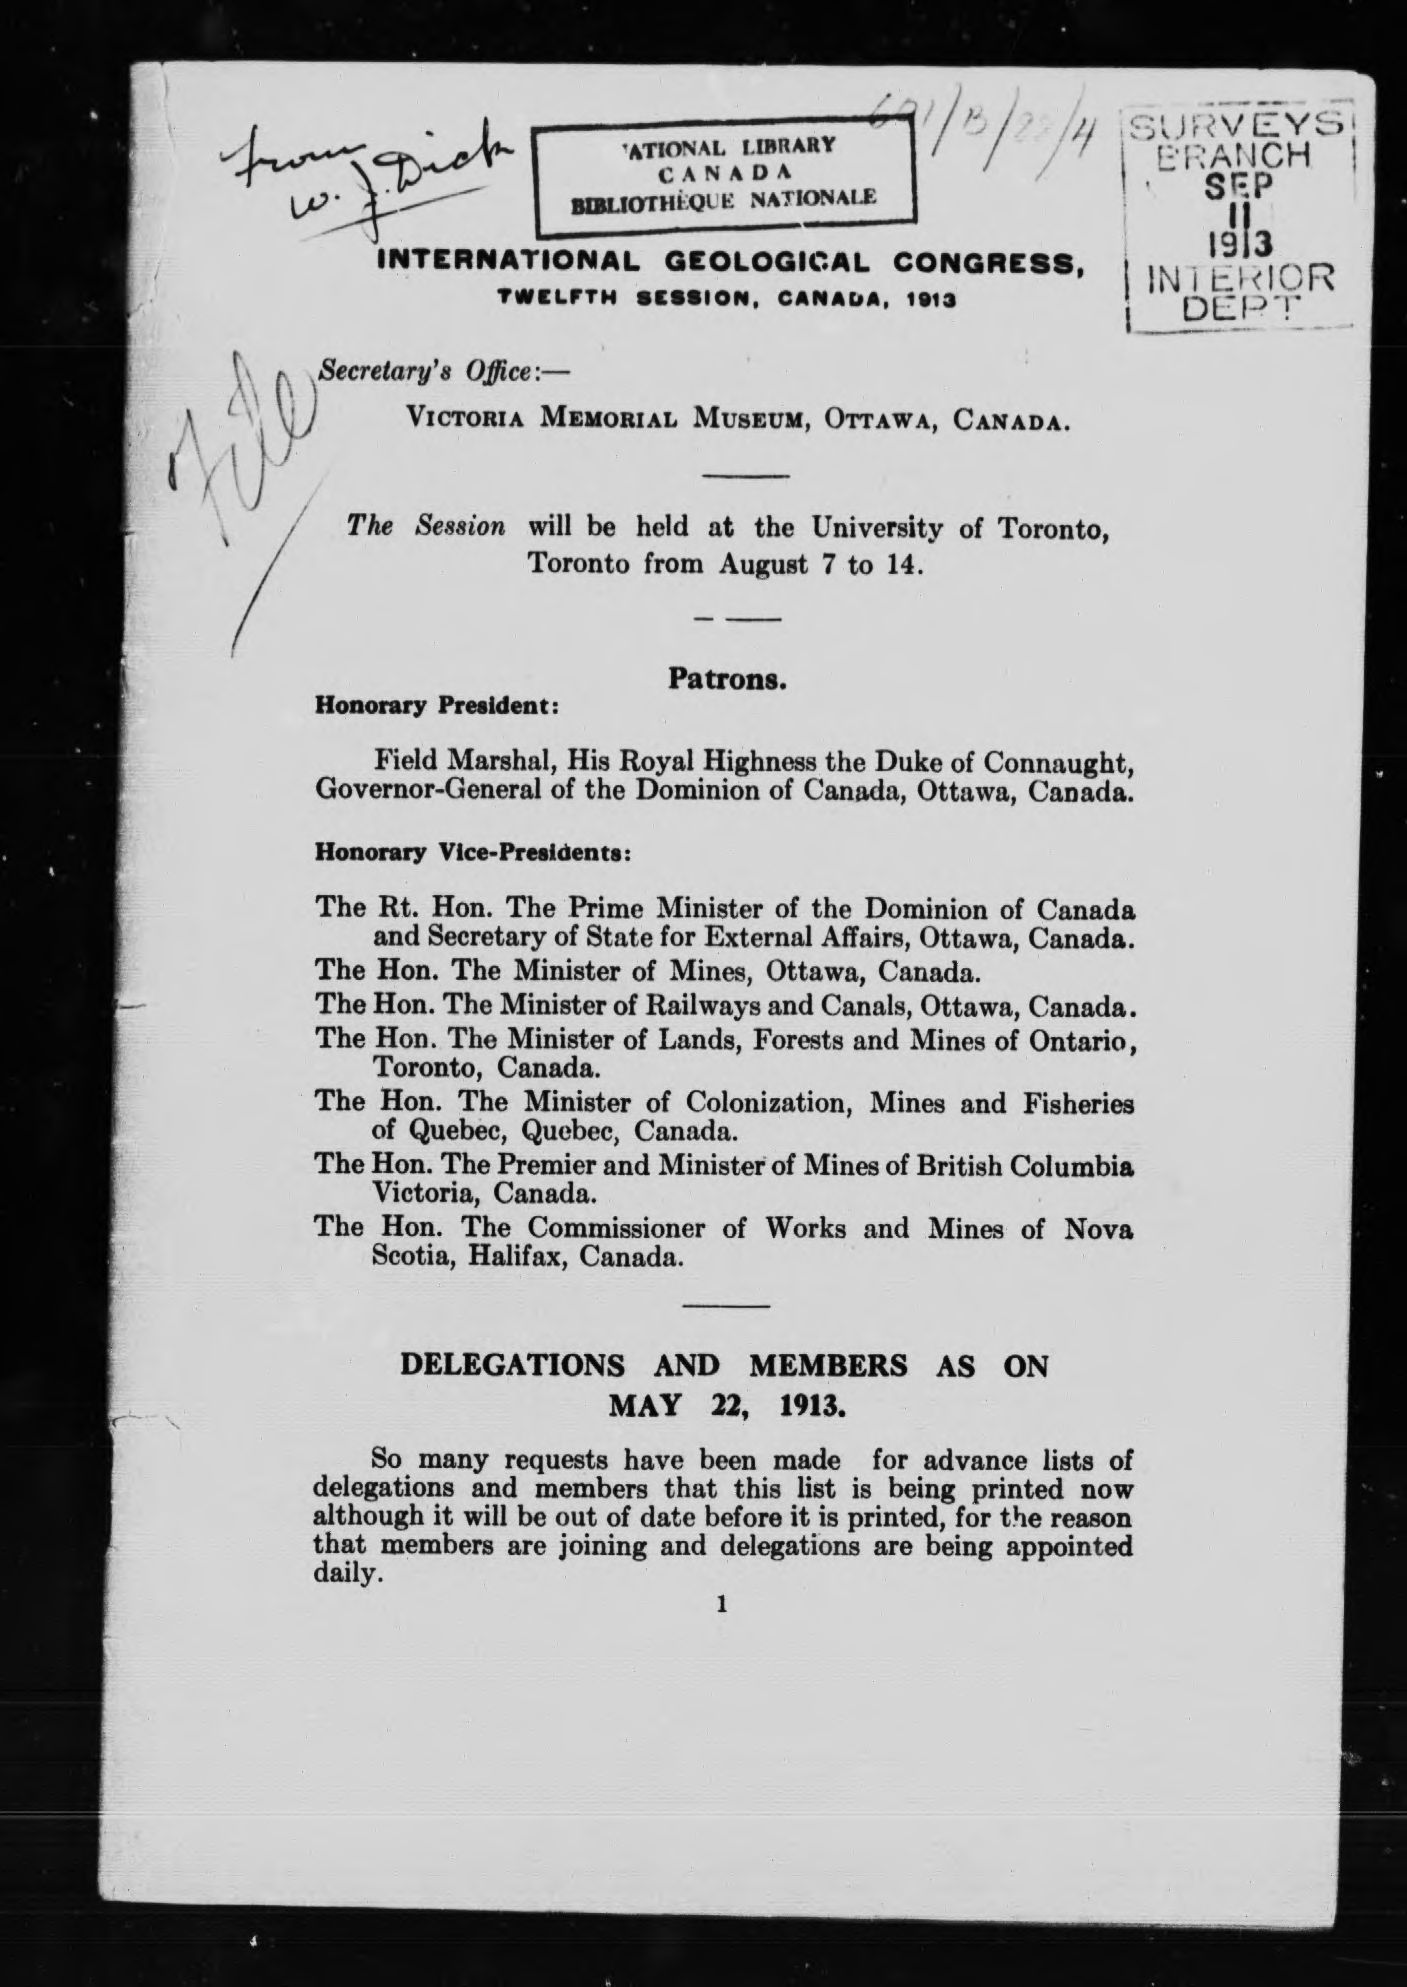 from
W. J. Dick
'ATIONAL LIBRARY
CANADA
BIBLIOTHÈQUE NATIONALE
SURVEYS
BRANCH
SEP
11
1913
INTERIOR
DEPT
INTERNATIONAL GEOLOGICAL CONGRESS,
TWELFTH SESSION, CANADA, 1913
File
Secretary's Office:—
VICTORIA MEMORIAL MUSEUM, OTTAWA, CANADA.
The Session will be held at the University of Toronto,
Toronto from August 7 to 14.
Patrons.
Honorary President:
Field Marshal, His Royal Highness the Duke of Connaught,
Governor-General of the Dominion of Canada, Ottawa, Canada.
Honorary Vice-Presidents:
The Rt. Hon. The Prime Minister of the Dominion of Canada
and Secretary of State for External Affairs, Ottawa, Canada.
The Hon. The Minister of Mines, Ottawa, Canada.
The Hon. The Minister of Railways and Canals, Ottawa, Canada.
The Hon. The Minister of Lands, Forests and Mines of Ontario,
Toronto, Canada.
The Hon. The Minister of Colonization, Mines and Fisheries
of Quebec, Quebec, Canada.
The Hon. The Premier and Minister of Mines of British Columbia
Victoria, Canada.
The Hon. The Commissioner of Works and Mines of Nova
Scotia, Halifax, Canada.
DELEGATIONS AND MEMBERS AS ON
MAY 22, 1913.
So many requests have been made for advance lists of
delegations and members that this list is being printed now
although it will be out of date before it is printed, for the reason
that members are joining and delegations are being appointed
daily.
1